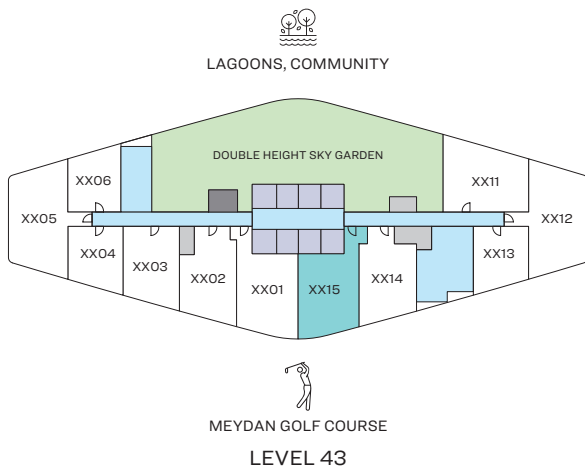 LAGOONS, COMMUNITY
DOUBLE HEIGHT SKY GARDEN
XX06
XX11
XX05
XX12
XX04
XX03
XX02
XX01
XX15
XX14
XX13
MEYDAN GOLF COURSE
LEVEL 43